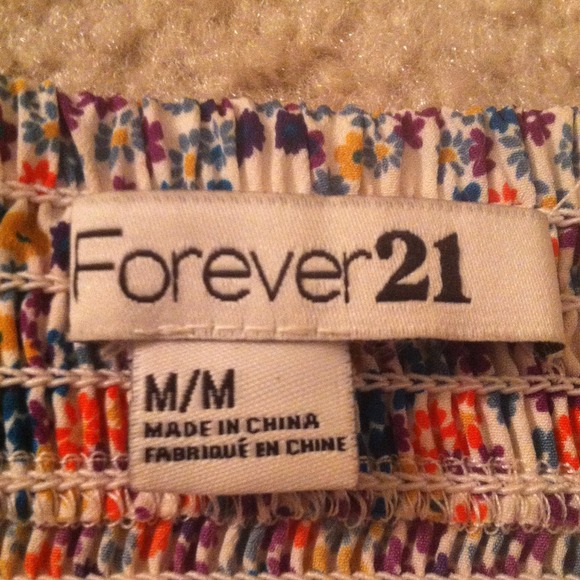 Forever21
M/M
MADE IN CHINA
FABRIQUÉ EN CHINE